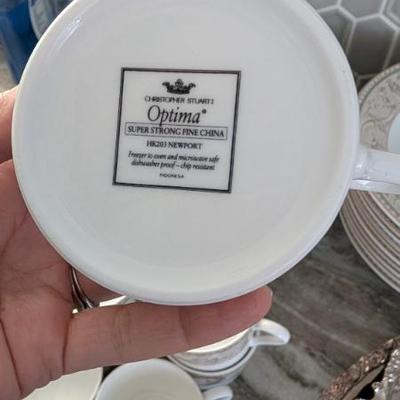 CHRISTOPHER STUART
Optima®
SUPER STRONG FINE CHINA
HK203 NEWPORT
Freezer to oven and microwave safe
dishwasher proof – chip resistant
INDONESIA